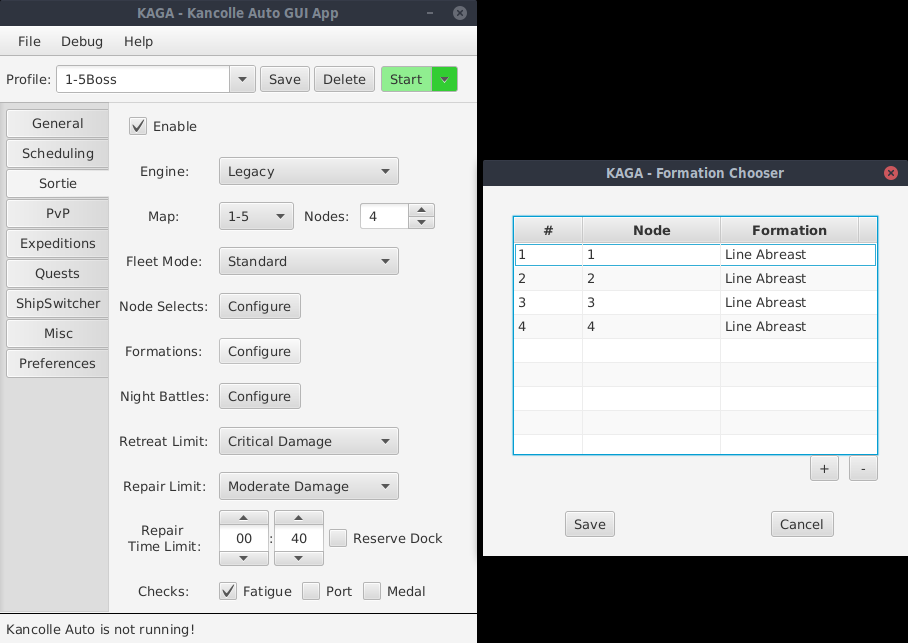 KAGA - Kancolle Auto GUI App
File Debug Help
Profile: 1-5Boss Save Delete Start
General
Scheduling
Sortie
PvP
Expeditions
Quests
ShipSwitcher
Misc
Preferences
Enable
Engine: Legacy
Map: 1-5 Nodes: 4
Fleet Mode: Standard
Node Selects: Configure
Formations: Configure
Night Battles: Configure
Retreat Limit: Critical Damage
Repair Limit: Moderate Damage
Repair
Time Limit: 00 : 40 Reserve Dock
Checks: Fatigue Port Medal
Kancolle Auto is not running!
KAGA - Formation Chooser
# Node Formation
1 1 Line Abreast
2 2 Line Abreast
3 3 Line Abreast
4 4 Line Abreast
+ -
Save Cancel